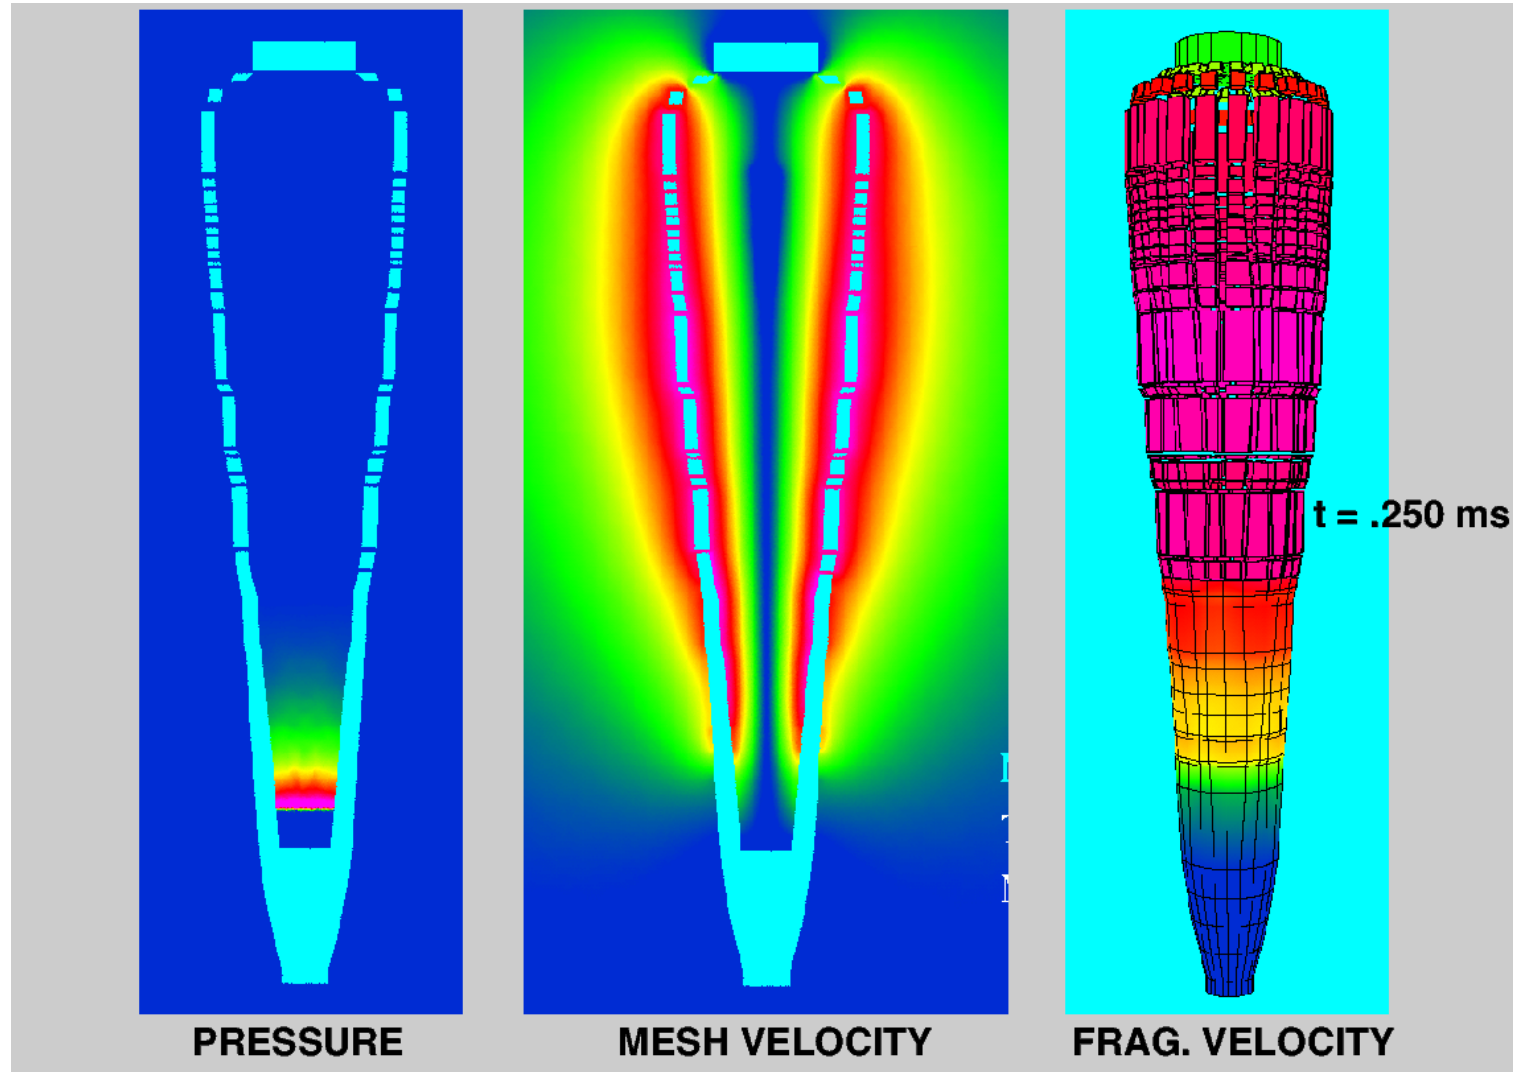 t = .250 ms
PRESSURE
MESH VELOCITY
FRAG. VELOCITY